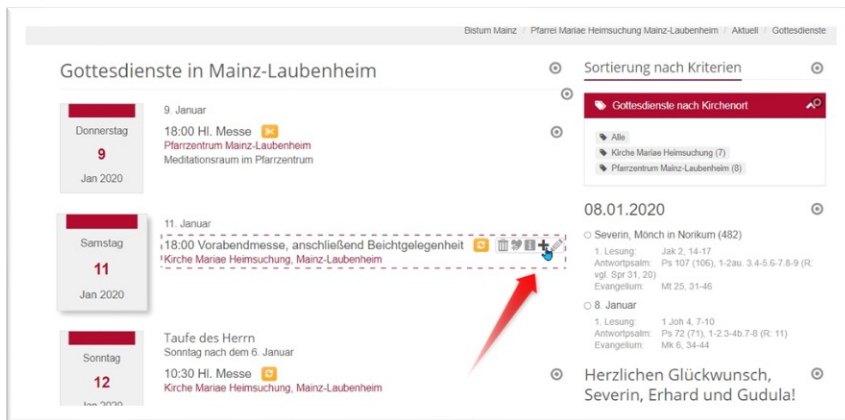 Bistum Mainz / Pfarrei Mariae Heimsuchung Mainz-Laubenheim / Aktuell / Gottesdienste
Gottesdienste in Mainz-Laubenheim
Donnerstag
9
Jan 2020
9. Januar
18:00 Hl. Messe
Pfarrzentrum Mainz-Laubenheim
Meditationsraum im Pfarrzentrum
Samstag
11
Jan 2020
11. Januar
18:00 Vorabendmesse, anschließend Beichtgelegenheit
Kirche Mariae Heimsuchung, Mainz-Laubenheim
Sonntag
12
Jan 2020
Taufe des Herrn
Sonntag nach dem 6. Januar
10:30 Hl. Messe
Kirche Mariae Heimsuchung, Mainz-Laubenheim
Sortierung nach Kriterien
Gottesdienste nach Kirchenort
Alle
Kirche Mariae Heimsuchung (7)
Pfarrzentrum Mainz-Laubenheim (8)
08.01.2020
Severin, Mönch in Norikum (482)
1. Lesung: Jak 2, 14-17
Antwortpsalm: Ps 107 (106), 1-2au. 3.4-5.6-7.8-9 (R:
vgl. Spr 31, 20)
Evangelium: Mt 25, 31-46
8. Januar
1. Lesung: 1 Joh 4, 7-10
Antwortpsalm: Ps 72 (71), 1-2.3-4b.7-8 (R: 11)
Evangelium: Mk 6, 34-44
Herzlichen Glückwunsch,
Severin, Erhard und Gudula!